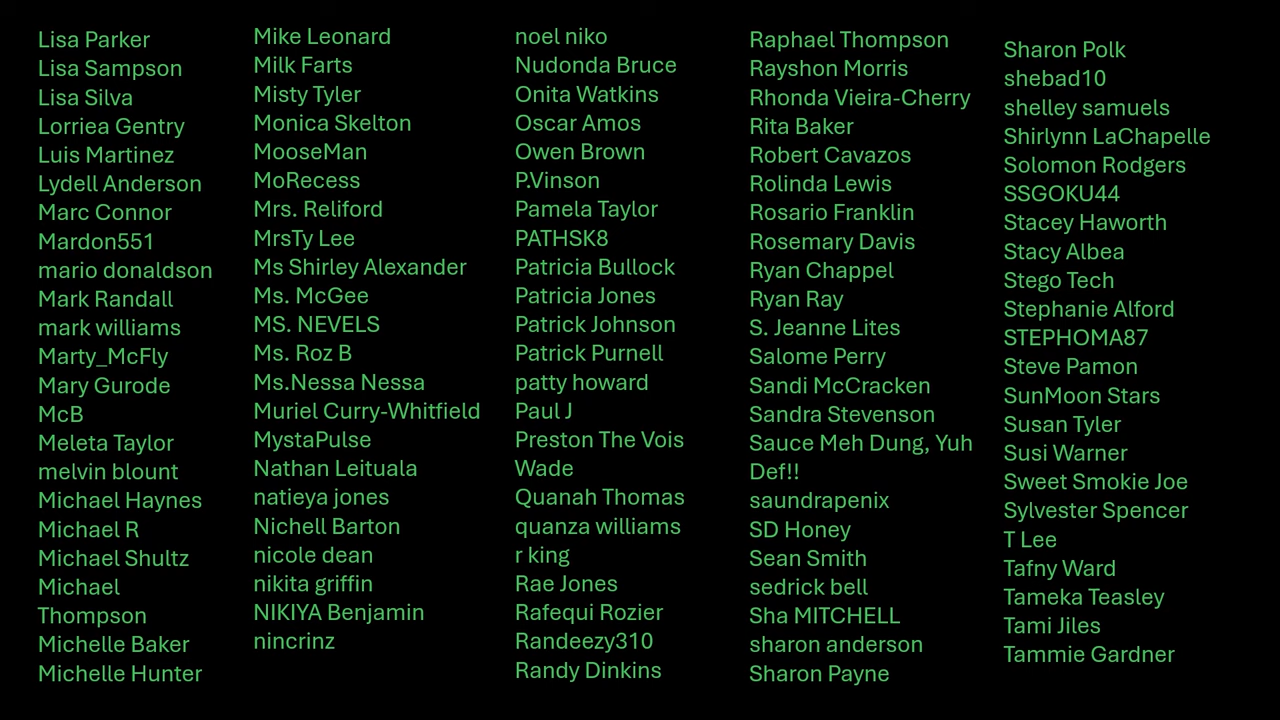 Lisa Parker
Lisa Sampson
Lisa Silva
Lorriea Gentry
Luis Martinez
Lydell Anderson
Marc Connor
Mardon551
mario donaldson
Mark Randall
mark williams
Marty_McFly
Mary Gurode
McB
Meleta Taylor
melvin blount
Michael Haynes
Michael R
Michael Shultz
Michael
Thompson
Michelle Baker
Michelle Hunter
Mike Leonard
Milk Farts
Misty Tyler
Monica Skelton
MooseMan
MoRecess
Mrs. Reliford
MrsTy Lee
Ms Shirley Alexander
Ms. McGee
MS. NEVELS
Ms. Roz B
Ms.Nessa Nessa
Muriel Curry-Whitfield
MystaPulse
Nathan Leituala
natieya jones
Nichell Barton
nicole dean
nikita griffin
NIKIYA Benjamin
nincrinz
noel niko
Nudonda Bruce
Onita Watkins
Oscar Amos
Owen Brown
P.Vinson
Pamela Taylor
PATHSK8
Patricia Bullock
Patricia Jones
Patrick Johnson
Patrick Purnell
patty howard
Paul J
Preston The Vois
Wade
Quanah Thomas
quanza williams
r king
Rae Jones
Rafequi Rozier
Randeezy310
Randy Dinkins
Raphael Thompson
Rayshon Morris
Rhonda Vieira-Cherry
Rita Baker
Robert Cavazos
Rolinda Lewis
Rosario Franklin
Rosemary Davis
Ryan Chappel
Ryan Ray
S. Jeanne Lites
Salome Perry
Sandi McCracken
Sandra Stevenson
Sauce Meh Dung, Yuh
Def!!
saundrapenix
SD Honey
Sean Smith
sedrick bell
Sha MITCHELL
sharon anderson
Sharon Payne
Sharon Polk
shebad10
shelley samuels
Shirlynn LaChapelle
Solomon Rodgers
SSGOKU44
Stacey Haworth
Stacy Albea
Stego Tech
Stephanie Alford
STEPHOMA87
Steve Pamon
SunMoon Stars
Susan Tyler
Susi Warner
Sweet Smokie Joe
Sylvester Spencer
T Lee
Tafny Ward
Tameka Teasley
Tami Jiles
Tammie Gardner